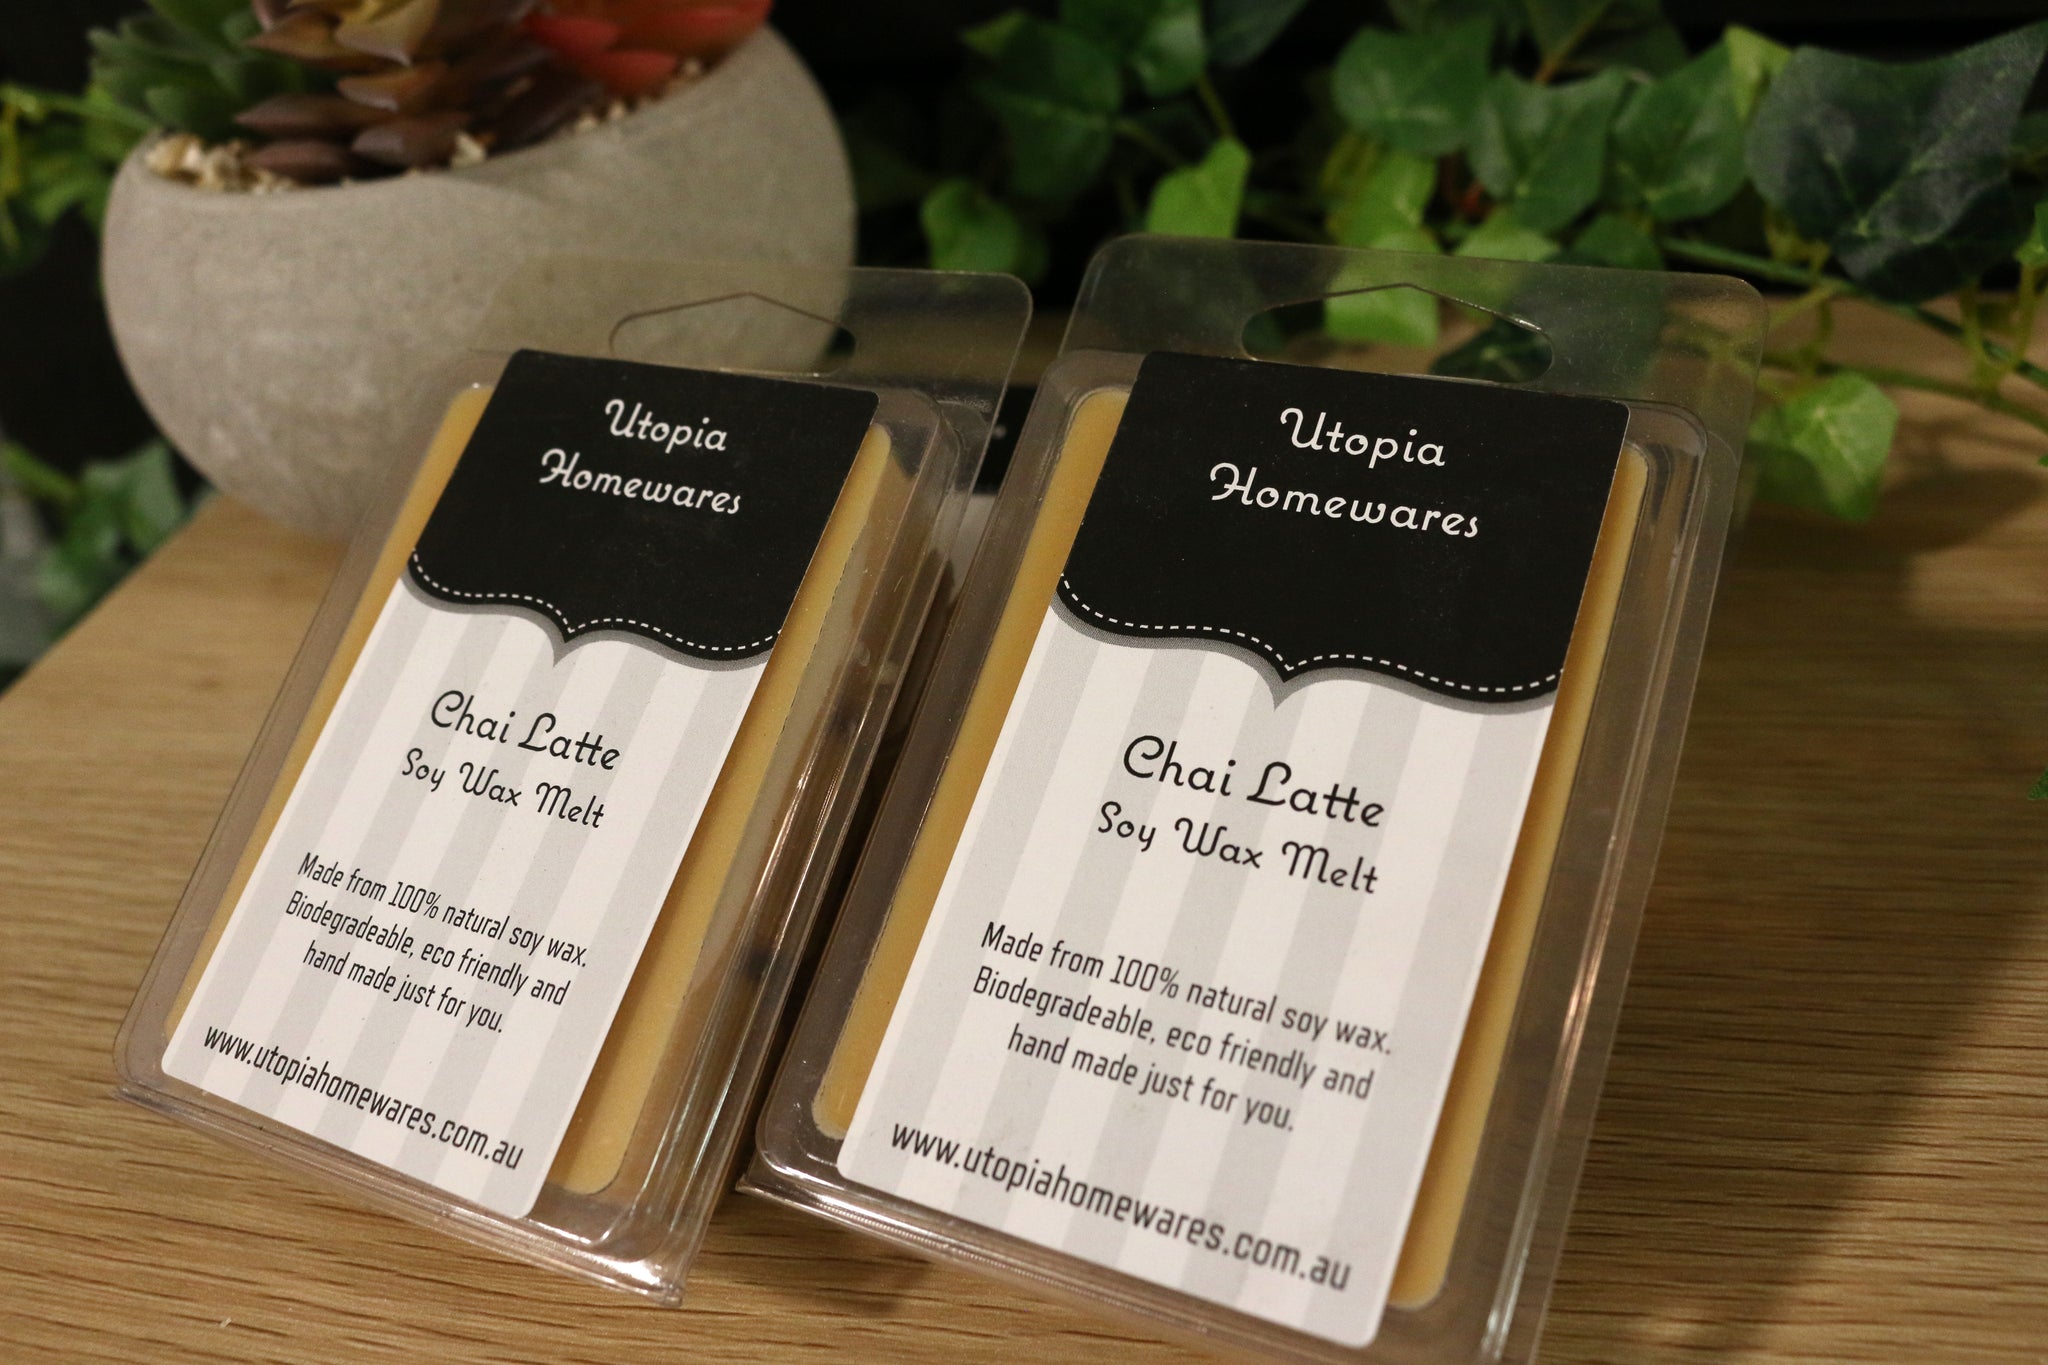 Utopia
Homewares
Chai Latte
Soy Wax Melt
Made from 100% natural soy wax.
Biodegradeable, eco friendly and
hand made just for you.
www.utopiahomewares.com.au
Utopia
Homewares
Chai Latte
Soy Wax Melt
Made from 100% natural soy wax.
Biodegradeable, eco friendly and
hand made just for you.
www.utopiahomewares.com.au